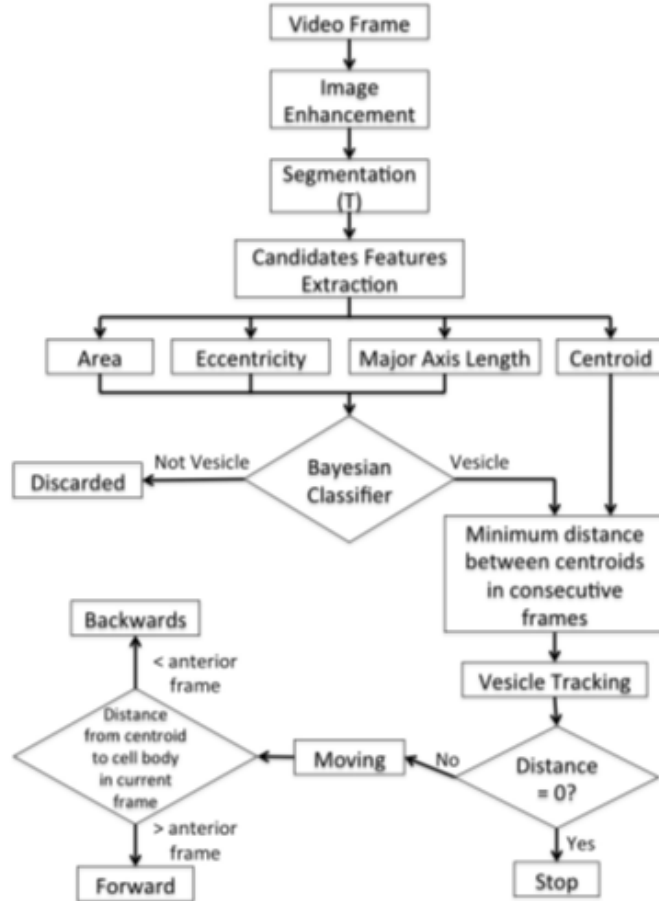 Video Frame
Image
Enhancement
Segmentation
(T)
Candidates Features
Extraction
Area
Eccentricity
Major Axis Length
Centroid
Not Vesicle
Bayesian
Classifier
Vesicle
Discarded
Minimum distance
between centroids
in consecutive
frames
Backwards
< anterior
frame
Vesicle Tracking
Distance
from centroid
to cell body
in current
frame
Moving
No
Distance
= 0?
> anterior
frame
Yes
Forward
Stop